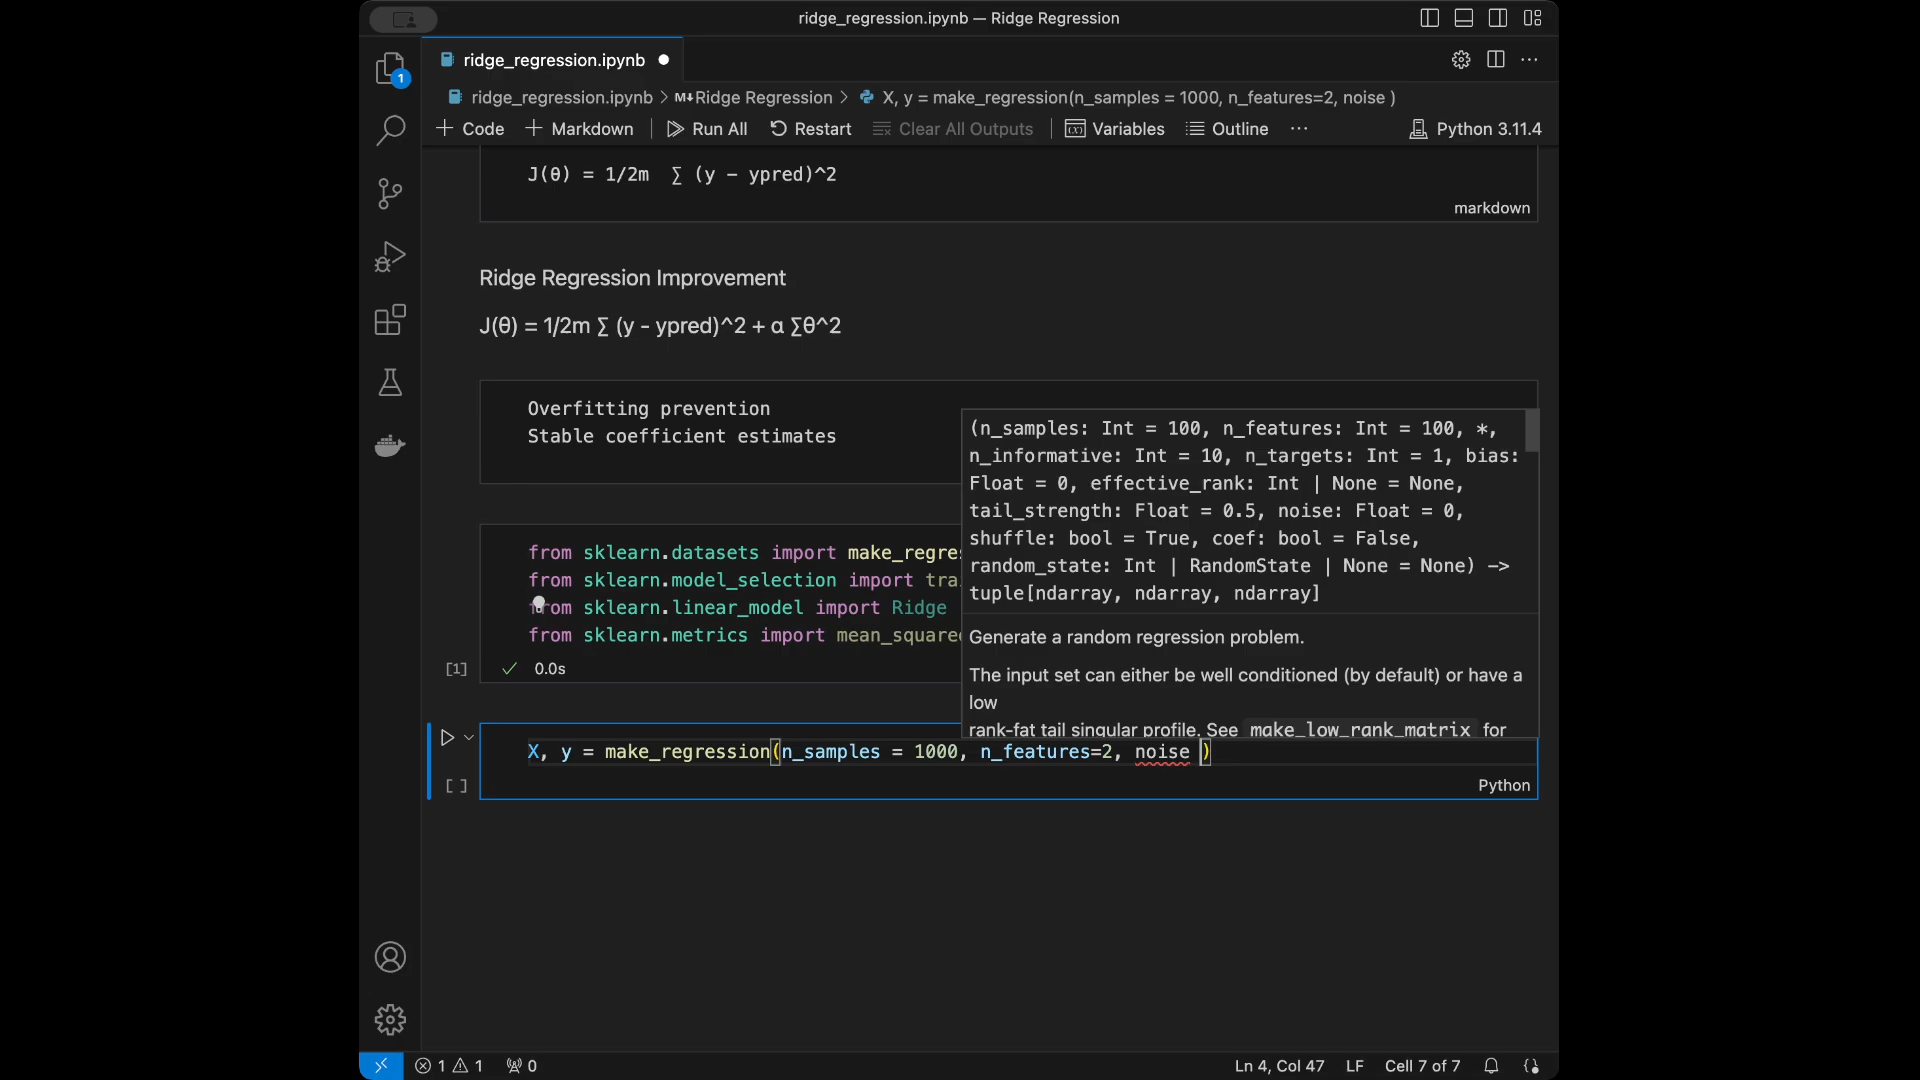 ridge_regression.ipynb — Ridge Regression
ridge_regression.ipynb
1
ridge_regression.ipynb > M↓Ridge Regression > X, y = make_regression(n_samples = 1000, n_features=2, noise )
+ Code + Markdown Run All Restart Clear All Outputs Variables Outline ··· Python 3.11.4
J(θ) = 1/2m ∑ (y − ypred)^2
markdown
Ridge Regression Improvement
J(θ) = 1/2m ∑ (y - ypred)^2 + α ∑θ^2
Overfitting prevention
Stable coefficient estimates
(n_samples: Int = 100, n_features: Int = 100, *,
n_informative: Int = 10, n_targets: Int = 1, bias:
Float = 0, effective_rank: Int | None = None,
tail_strength: Float = 0.5, noise: Float = 0,
shuffle: bool = True, coef: bool = False,
random_state: Int | RandomState | None = None) −>
tuple[ndarray, ndarray, ndarray]
Generate a random regression problem.
The input set can either be well conditioned (by default) or have a
low
rank-fat tail singular profile. See make_low_rank_matrix for
from sklearn.datasets import make_regres
from sklearn.model_selection import tra
from sklearn.linear_model import Ridge
from sklearn.metrics import mean_squared
[1] ✓ 0.0s
X, y = make_regression(n_samples = 1000, n_features=2, noise )
[ ] Python
1 1 0 Ln 4, Col 47 LF Cell 7 of 7